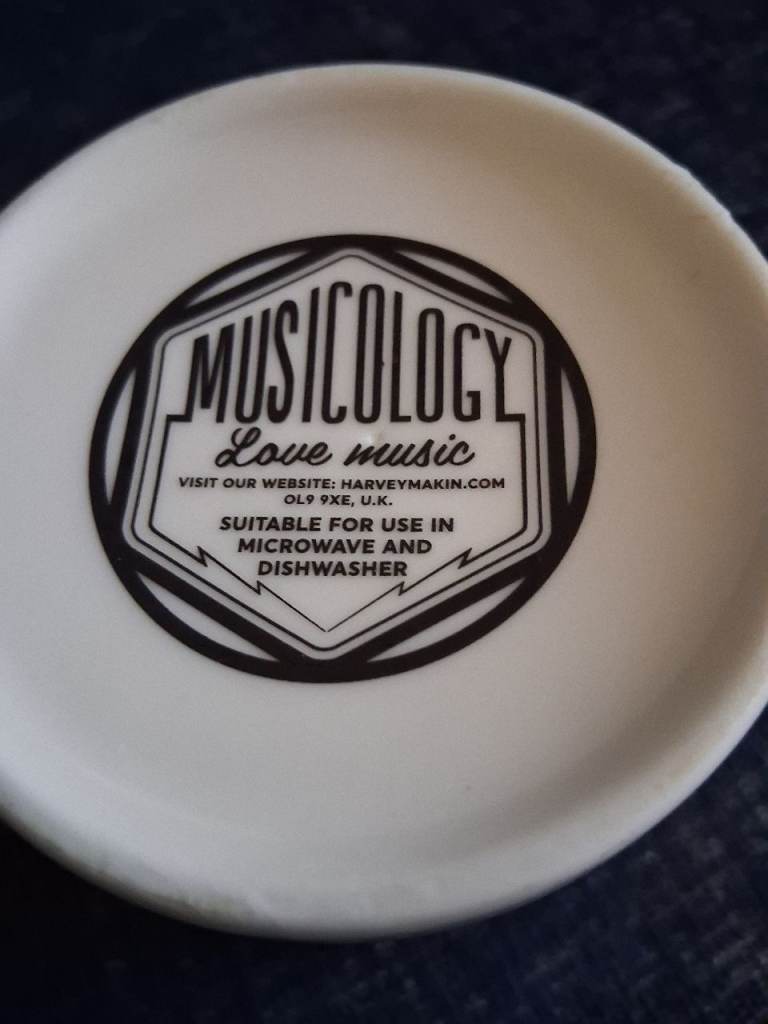 MUSICOLOGY
Love music
VISIT OUR WEBSITE: HARVEYMAKIN.COM
OL9 9XE, U.K.
SUITABLE FOR USE IN
MICROWAVE AND
DISHWASHER